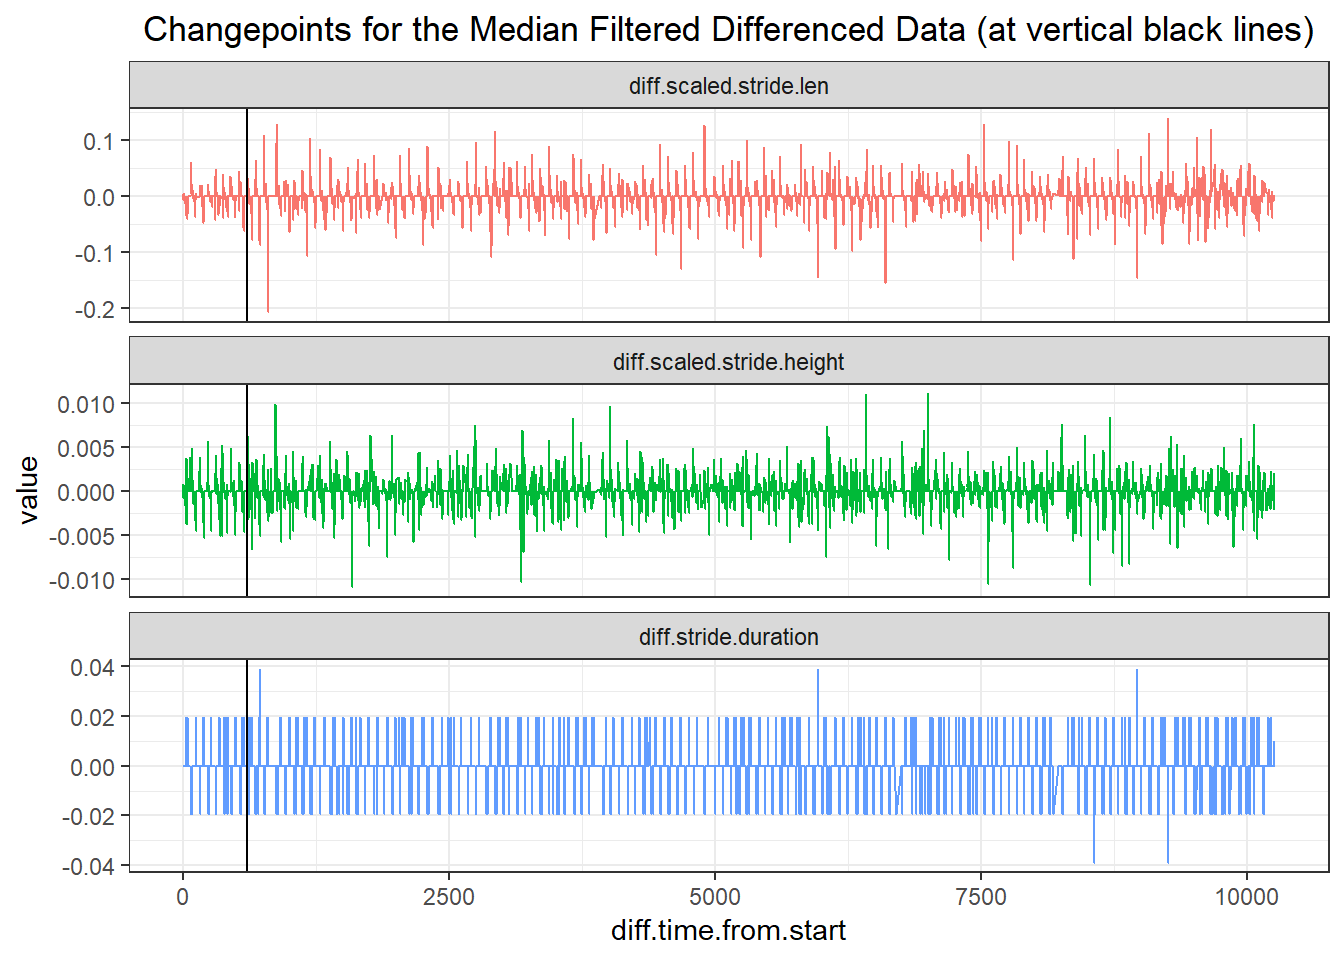 Changepoints for the Median Filtered Differenced Data (at vertical black lines)
diff.scaled.stride.len
0.1
0.0
-0.1
-0.2
diff.scaled.stride.height
0.010
0.005
0.000
-0.005
-0.010
value
diff.stride.duration
0.04
0.02
0.00
-0.02
-0.04
0 2500 5000 7500 10000
diff.time.from.start